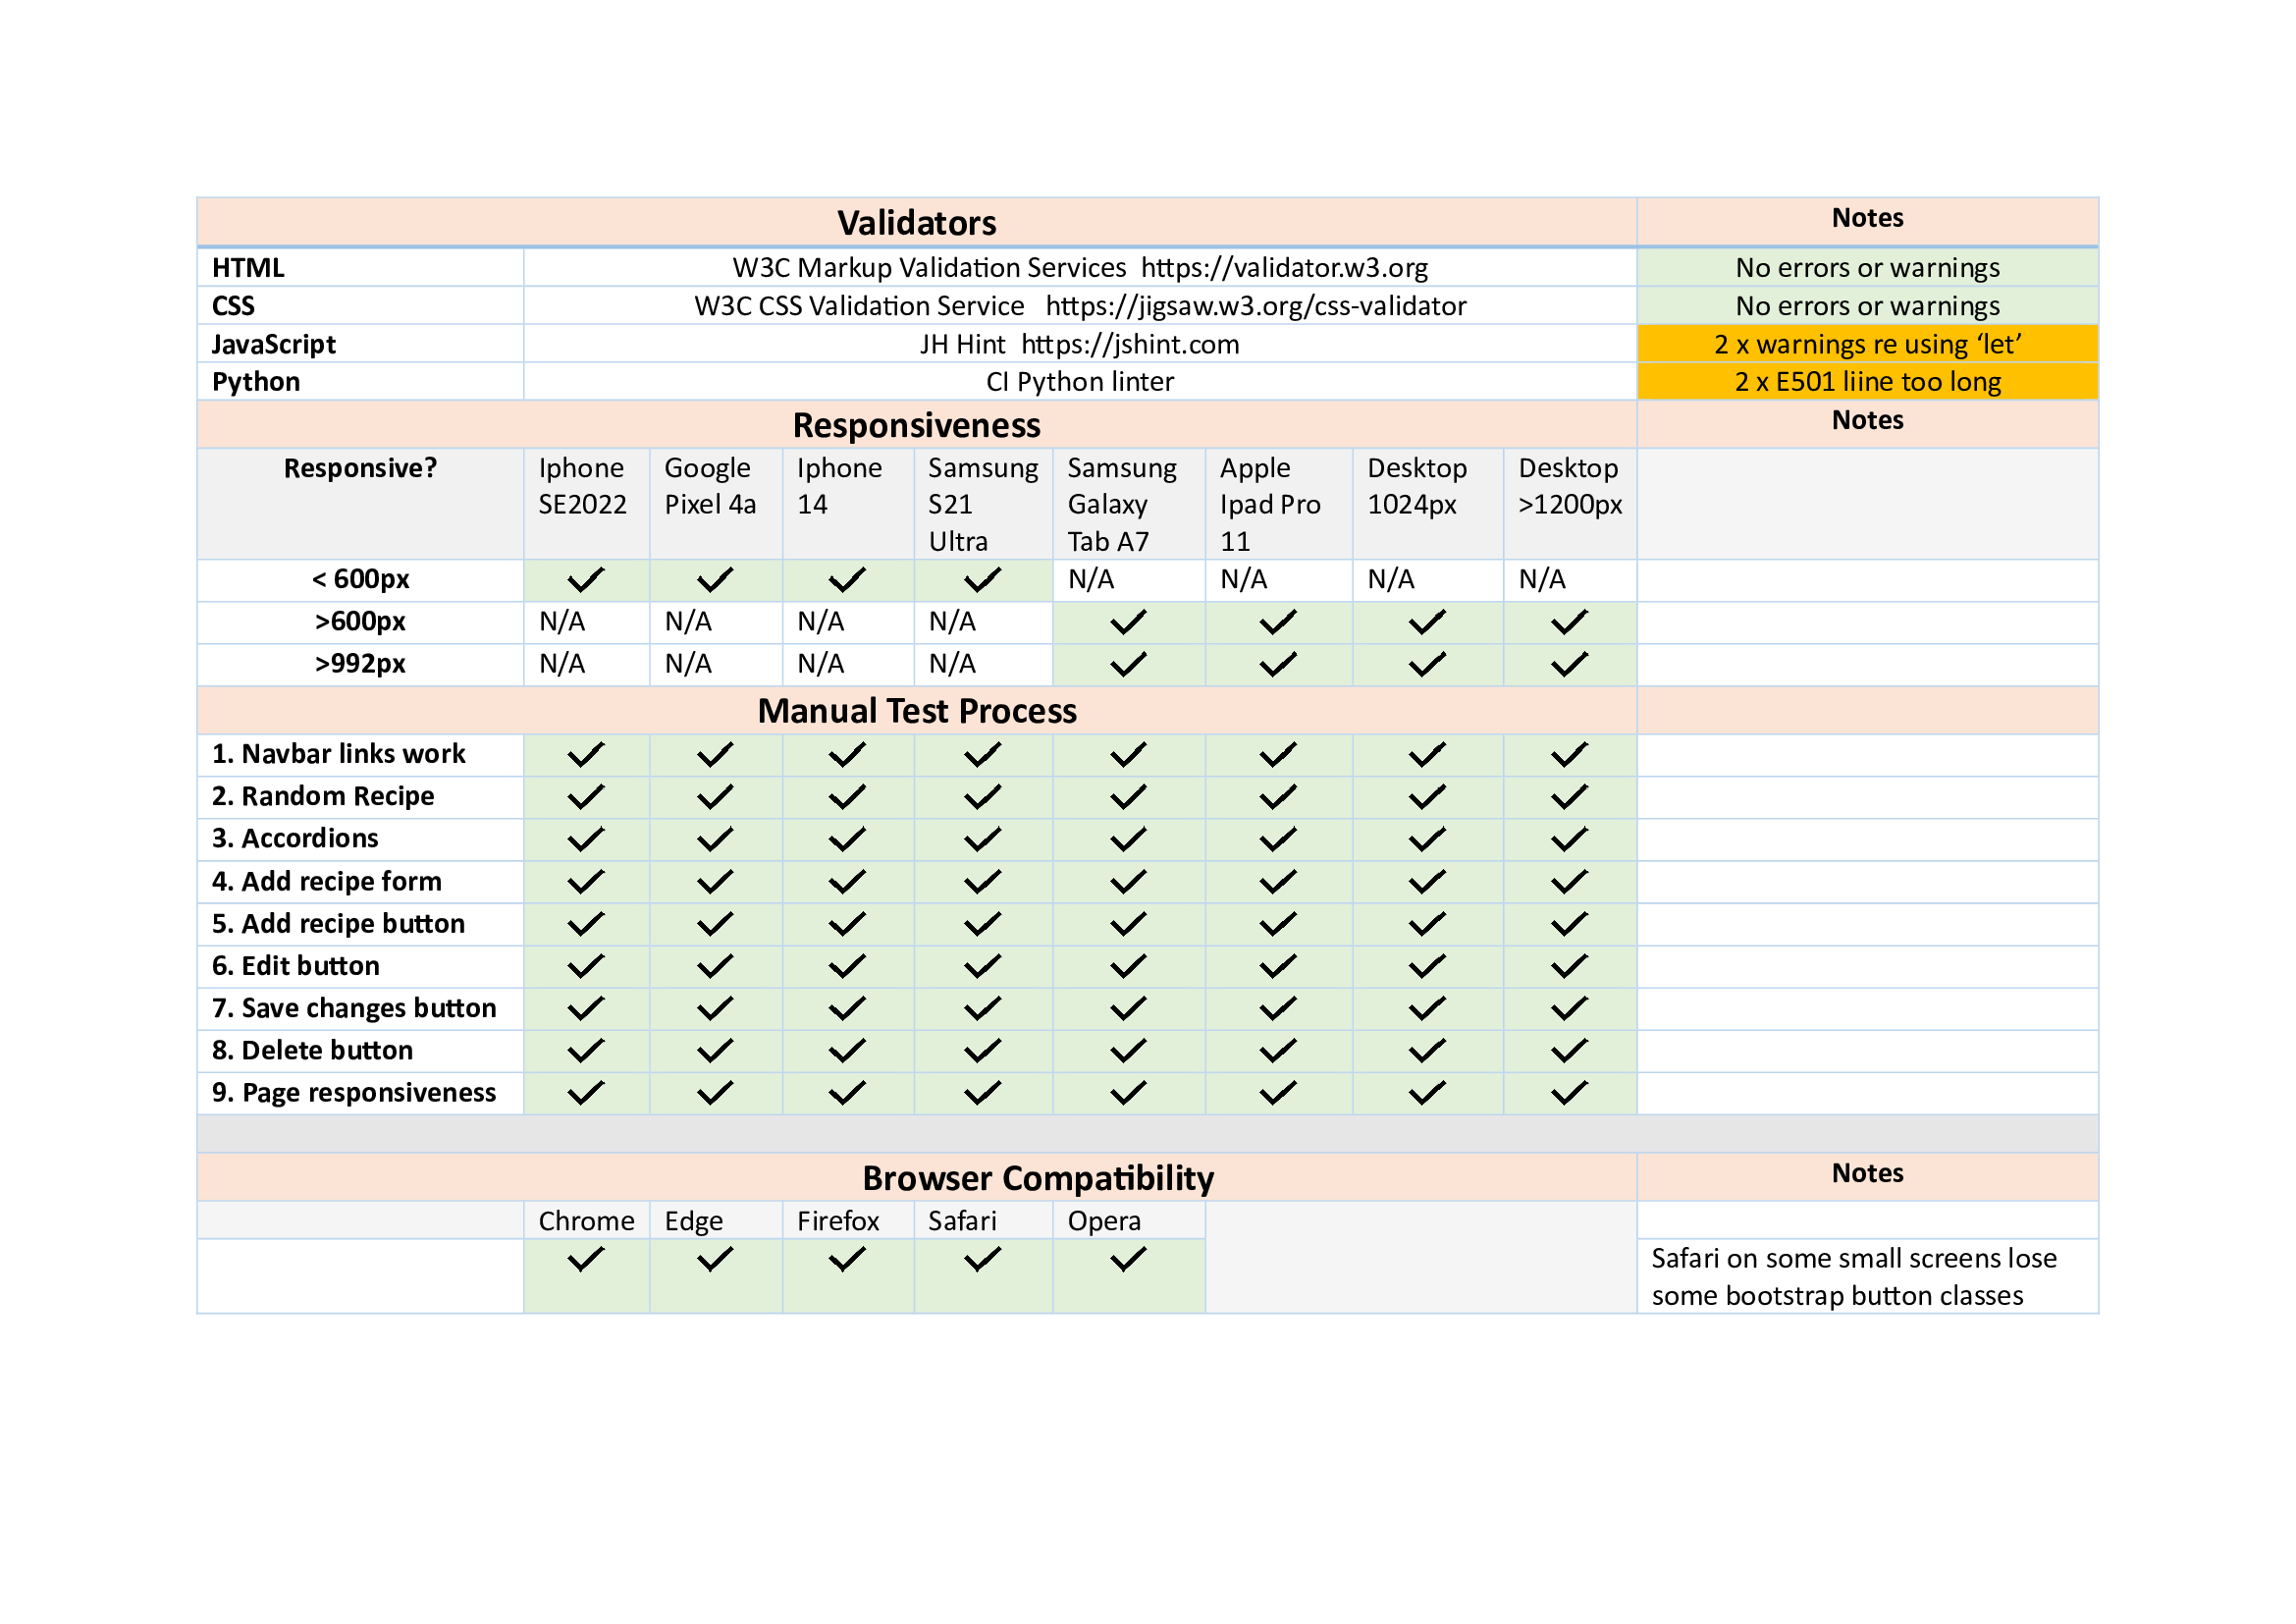 Validators Notes
HTML W3C Markup Validation Services https://validator.w3.org No errors or warnings
CSS W3C CSS Validation Service https://jigsaw.w3.org/css-validator No errors or warnings
JavaScript JH Hint https://jshint.com 2 x warnings re using ‘let’
Python CI Python linter 2 x E501 liine too long
Responsiveness Notes
Responsive? Iphone Google Iphone Samsung Samsung Apple Desktop Desktop
SE2022 Pixel 4a 14 S21 Galaxy Ipad Pro 1024px >1200px
Ultra Tab A7 11
< 600px ✓ ✓ ✓ ✓ N/A N/A N/A N/A
>600px N/A N/A N/A N/A ✓ ✓ ✓ ✓
>992px N/A N/A N/A N/A ✓ ✓ ✓ ✓
Manual Test Process
1. Navbar links work ✓ ✓ ✓ ✓ ✓ ✓ ✓ ✓
2. Random Recipe ✓ ✓ ✓ ✓ ✓ ✓ ✓ ✓
3. Accordions ✓ ✓ ✓ ✓ ✓ ✓ ✓ ✓
4. Add recipe form ✓ ✓ ✓ ✓ ✓ ✓ ✓ ✓
5. Add recipe button ✓ ✓ ✓ ✓ ✓ ✓ ✓ ✓
6. Edit button ✓ ✓ ✓ ✓ ✓ ✓ ✓ ✓
7. Save changes button ✓ ✓ ✓ ✓ ✓ ✓ ✓ ✓
8. Delete button ✓ ✓ ✓ ✓ ✓ ✓ ✓ ✓
9. Page responsiveness ✓ ✓ ✓ ✓ ✓ ✓ ✓ ✓
Browser Compatibility Notes
Chrome Edge Firefox Safari Opera
✓ ✓ ✓ ✓ ✓ Safari on some small screens lose
some bootstrap button classes